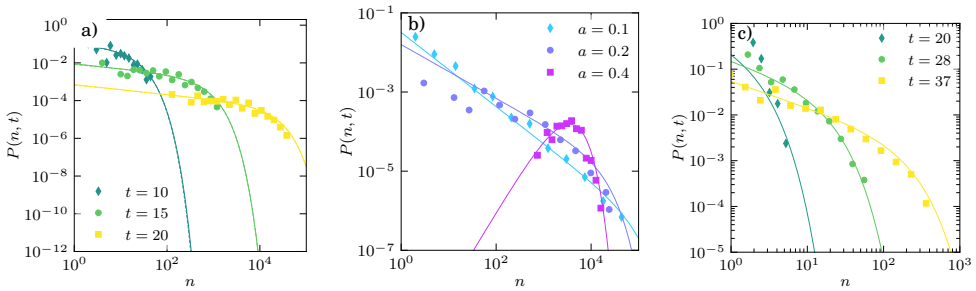 a)
10^0
10^-2
10^-4
10^-6
10^-8
10^-10
10^-12
P(n, t)
t = 10
t = 15
t = 20
10^0
10^2
10^4
n
b)
10^-1
10^-3
10^-5
10^-7
P(n, t)
a = 0.1
a = 0.2
a = 0.4
10^0
10^2
10^4
n
c)
10^0
10^-1
10^-2
10^-3
10^-4
10^-5
P(n, t)
t = 20
t = 28
t = 37
10^0
10^1
10^2
10^3
n